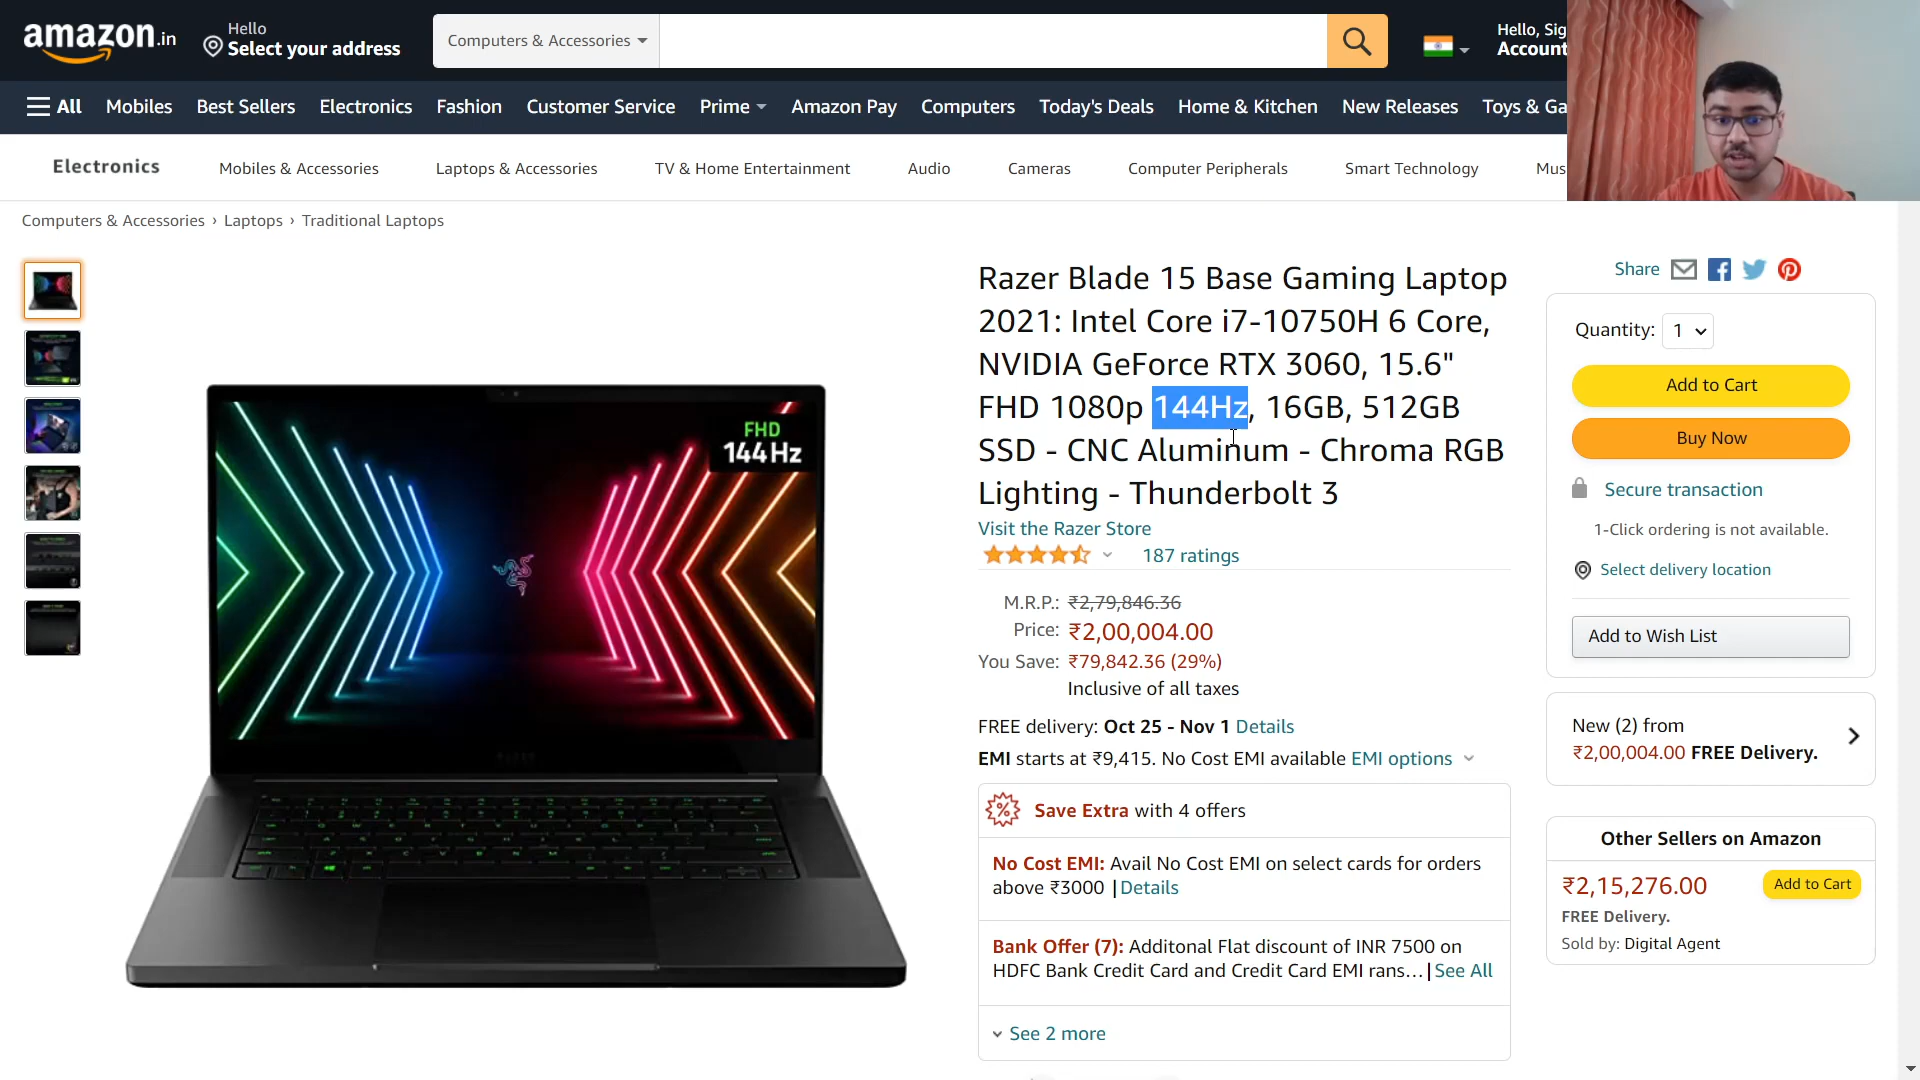 amazon.in
Hello
Select your address
Computers & Accessories
Hello, Sig
Account
All
Mobiles
Best Sellers
Electronics
Fashion
Customer Service
Prime
Amazon Pay
Computers
Today's Deals
Home & Kitchen
New Releases
Toys & Ga
Electronics
Mobiles & Accessories
Laptops & Accessories
TV & Home Entertainment
Audio
Cameras
Computer Peripherals
Smart Technology
Mus
Computers & Accessories › Laptops › Traditional Laptops
FHD
144Hz
Razer Blade 15 Base Gaming Laptop
2021: Intel Core i7-10750H 6 Core,
NVIDIA GeForce RTX 3060, 15.6"
FHD 1080p 144Hz, 16GB, 512GB
SSD - CNC Aluminum - Chroma RGB
Lighting - Thunderbolt 3
Visit the Razer Store
187 ratings
M.R.P.: ₹2,79,846.36
Price: ₹2,00,004.00
You Save: ₹79,842.36 (29%)
Inclusive of all taxes
FREE delivery: Oct 25 - Nov 1 Details
EMI starts at ₹9,415. No Cost EMI available EMI options
Save Extra with 4 offers
No Cost EMI: Avail No Cost EMI on select cards for orders
above ₹3000 | Details
Bank Offer (7): Additonal Flat discount of INR 7500 on
HDFC Bank Credit Card and Credit Card EMI rans… | See All
See 2 more
Share
Quantity: 1
Add to Cart
Buy Now
Secure transaction
1-Click ordering is not available.
Select delivery location
Add to Wish List
New (2) from
₹2,00,004.00 FREE Delivery.
Other Sellers on Amazon
₹2,15,276.00
Add to Cart
FREE Delivery.
Sold by: Digital Agent